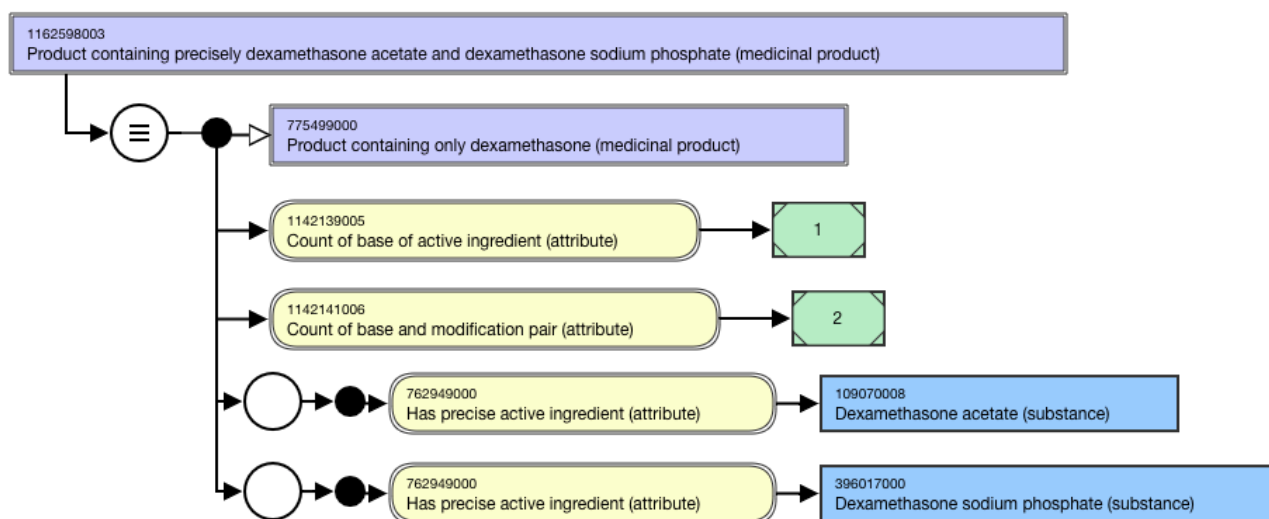 1162598003
Product containing precisely dexamethasone acetate and dexamethasone sodium phosphate (medicinal product)
775499000
Product containing only dexamethasone (medicinal product)
1142139005
Count of base of active ingredient (attribute)
1
1142141006
Count of base and modification pair (attribute)
2
762949000
Has precise active ingredient (attribute)
109070008
Dexamethasone acetate (substance)
762949000
Has precise active ingredient (attribute)
396017000
Dexamethasone sodium phosphate (substance)